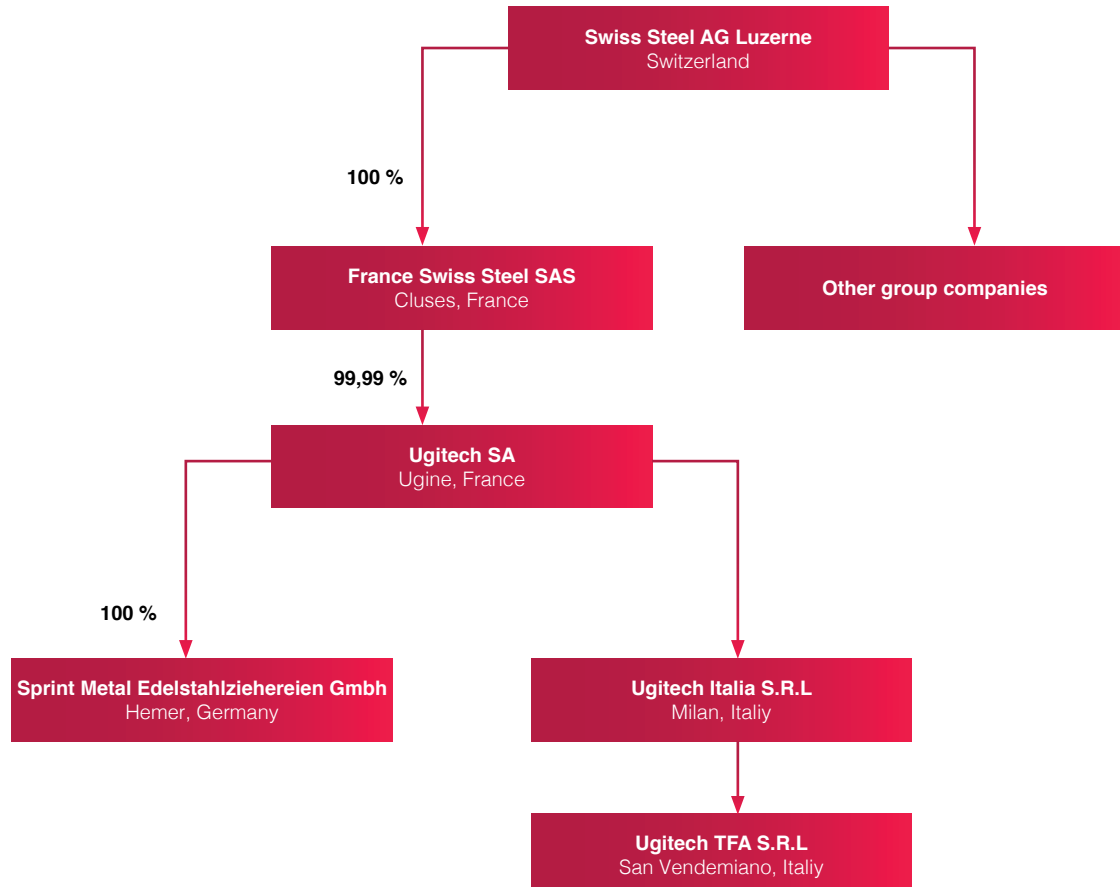 Swiss Steel AG Luzerne
Switzerland
100 %
France Swiss Steel SAS
Cluses, France
Other group companies
99,99 %
Ugitech SA
Ugine, France
100 %
Sprint Metal Edelstahlziehereien Gmbh
Hemer, Germany
Ugitech Italia S.R.L
Milan, Italiy
Ugitech TFA S.R.L
San Vendemiano, Italiy